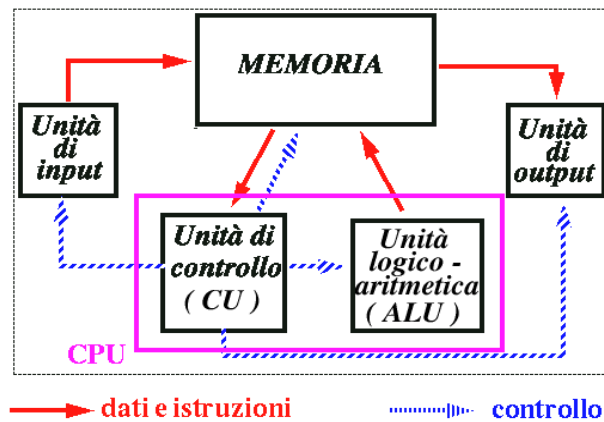 MEMORIA
Unità
di
input
Unità
di
output
Unità di
controllo
( CU )
Unità
logico -
aritmetica
( ALU )
CPU
dati e istruzioni
controllo